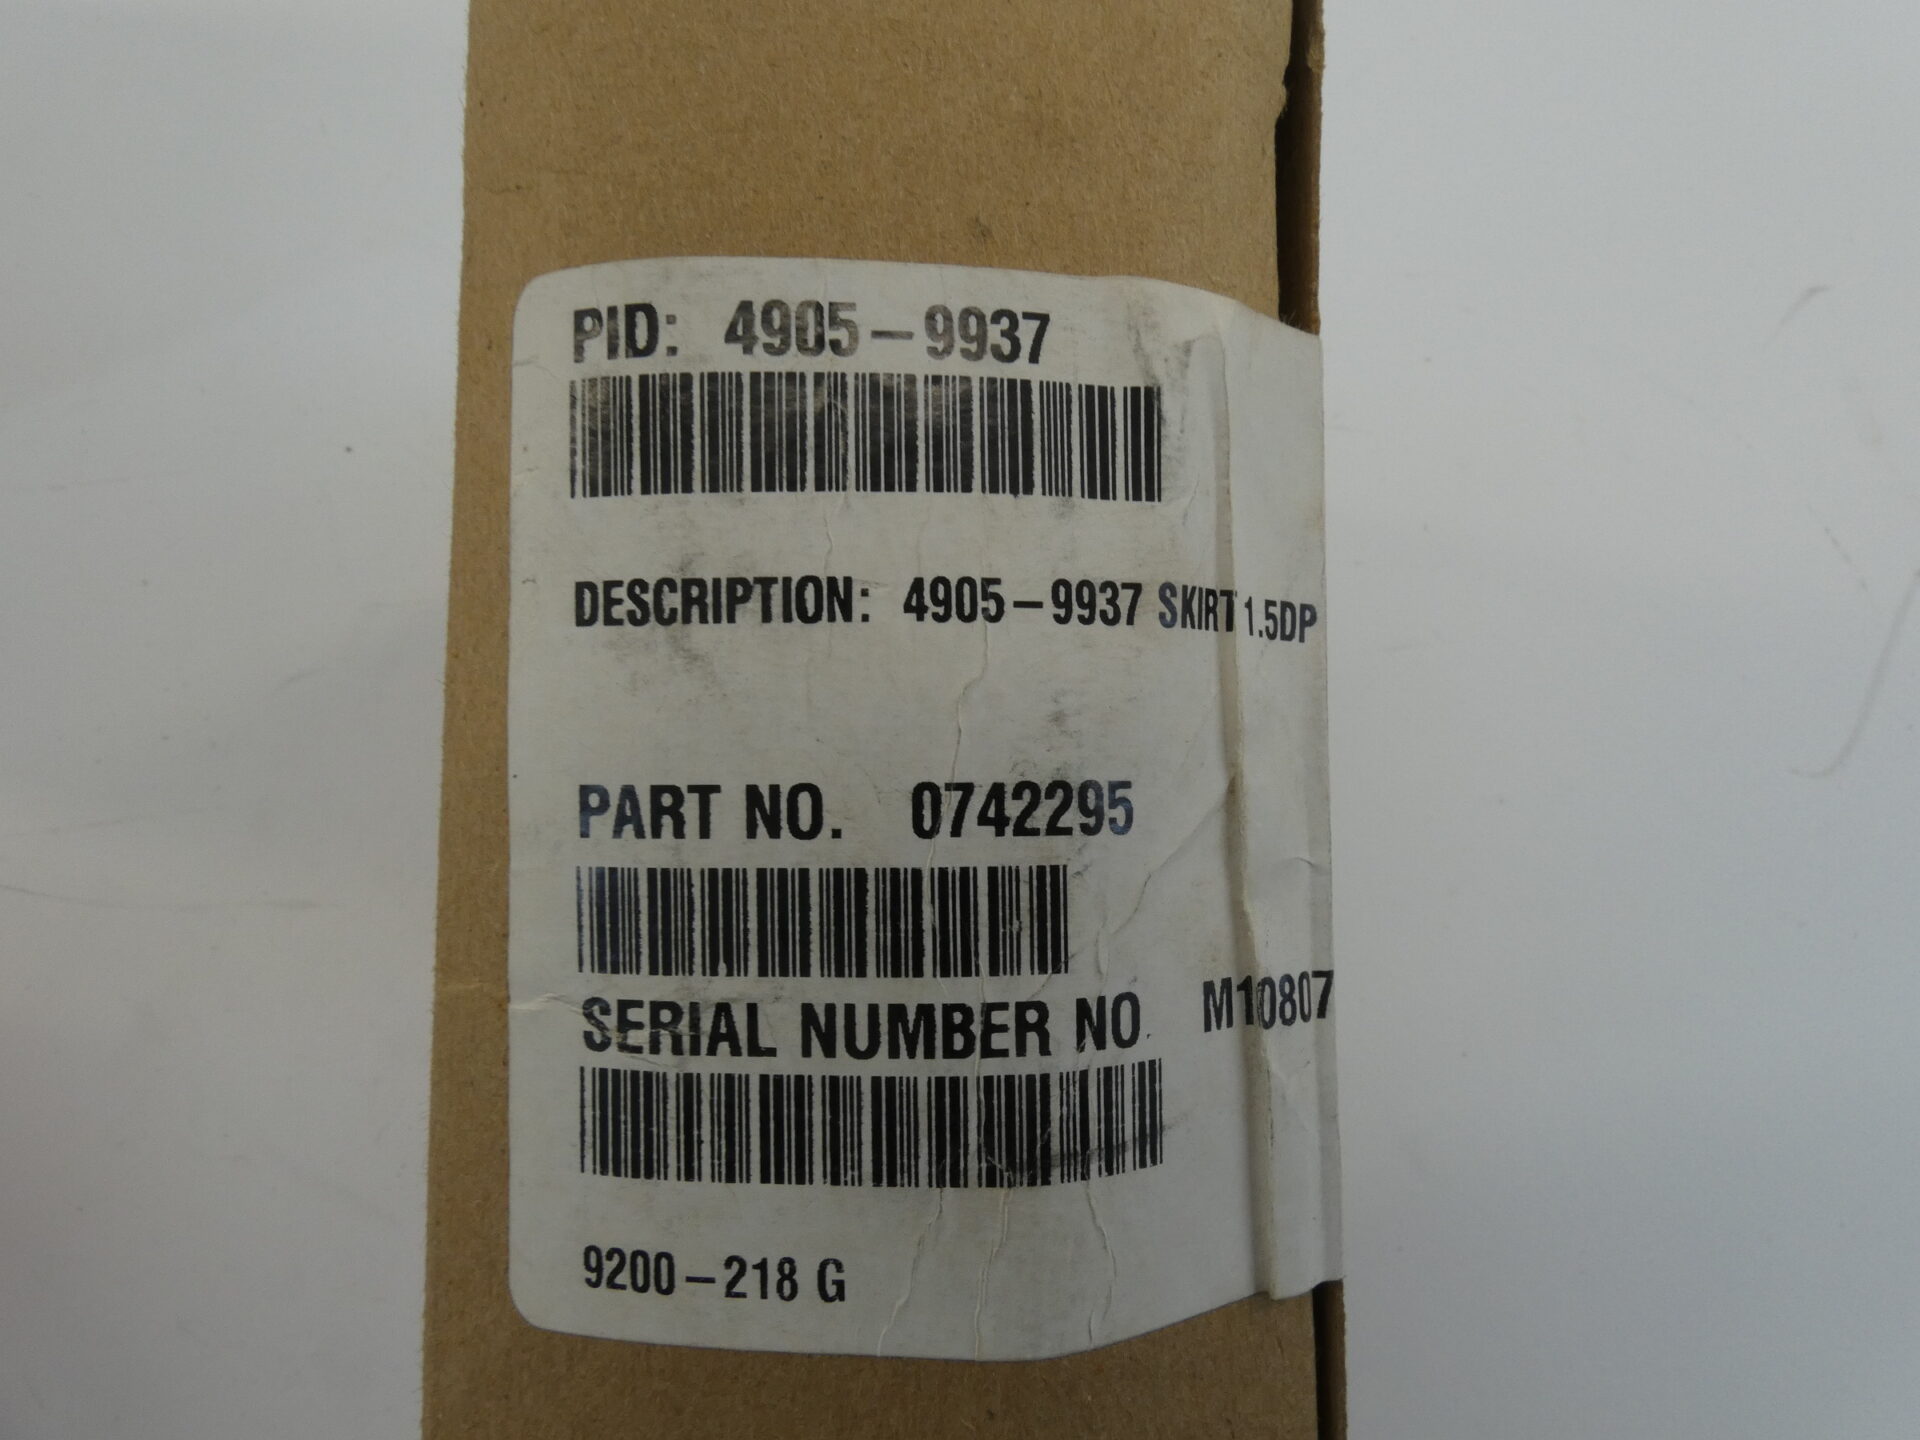 PID: 4905-9937
DESCRIPTION: 4905-9937 SKIRT 1.5DP
PART NO. 0742295
SERIAL NUMBER NO. M10807
9200-218 G